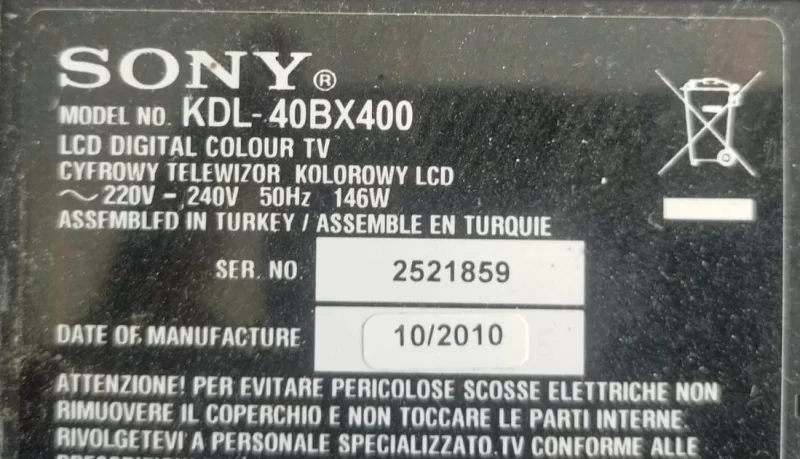 SONY®
MODEL NO. KDL-40BX400
LCD DIGITAL COLOUR TV
CYFROWY TELEWIZOR KOLOROWY LCD
~ 220V - 240V 50Hz 146W
ASSEMBLED IN TURKEY / ASSEMBLE EN TURQUIE
SER. NO. 2521859
DATE OF MANUFACTURE 10/2010
ATTENZIONE! PER EVITARE PERICOLOSE SCOSSE ELETTRICHE NON
RIMUOVERE IL COPERCHIO E NON TOCCARE LE PARTI INTERNE.
RIVOLGETEVI A PERSONALE SPECIALIZZATO.TV CONFORME ALLE